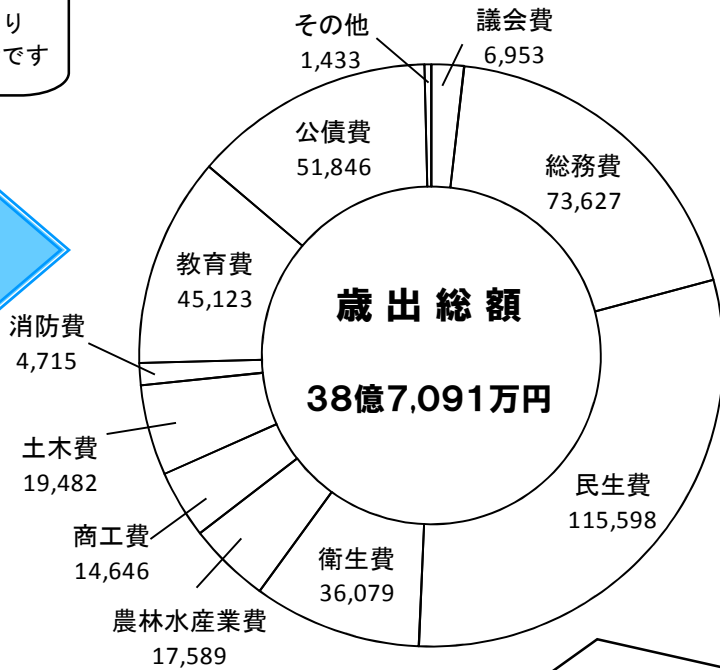 り
です
その他
1,433
議会費
6,953
公債費
51,846
総務費
73,627
教育費
45,123
歳出総額
38億7,091万円
消防費
4,715
土木費
19,482
民生費
115,598
商工費
14,646
衛生費
36,079
農林水産業費
17,589